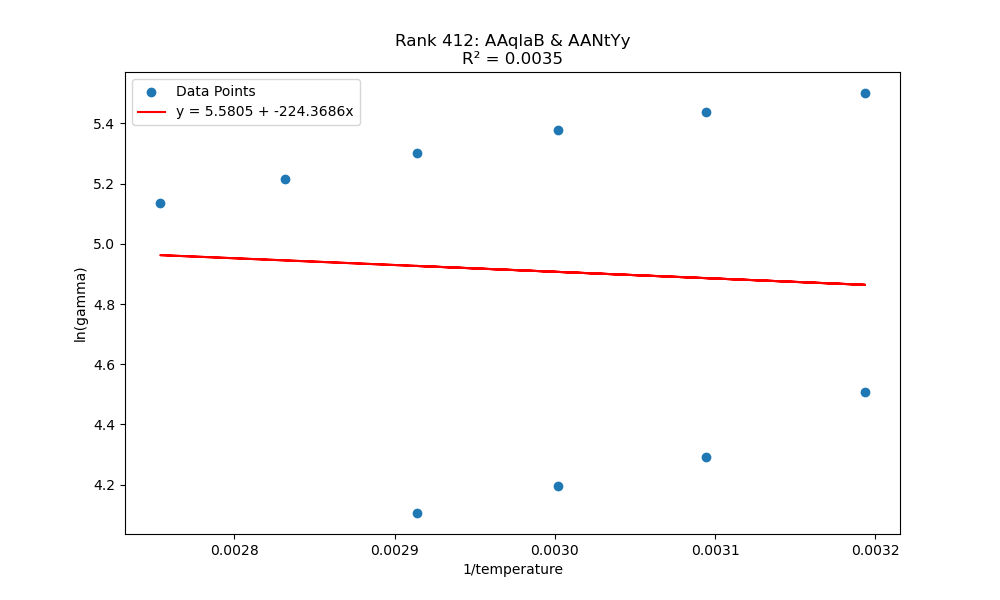 Rank 412: AAqlaB & AANtYy
R² = 0.0035
Data Points
y = 5.5805 + -224.3686x
5.4
5.2
5.0
4.8
4.6
4.4
4.2
ln(gamma)
0.0028 0.0029 0.0030 0.0031 0.0032
1/temperature